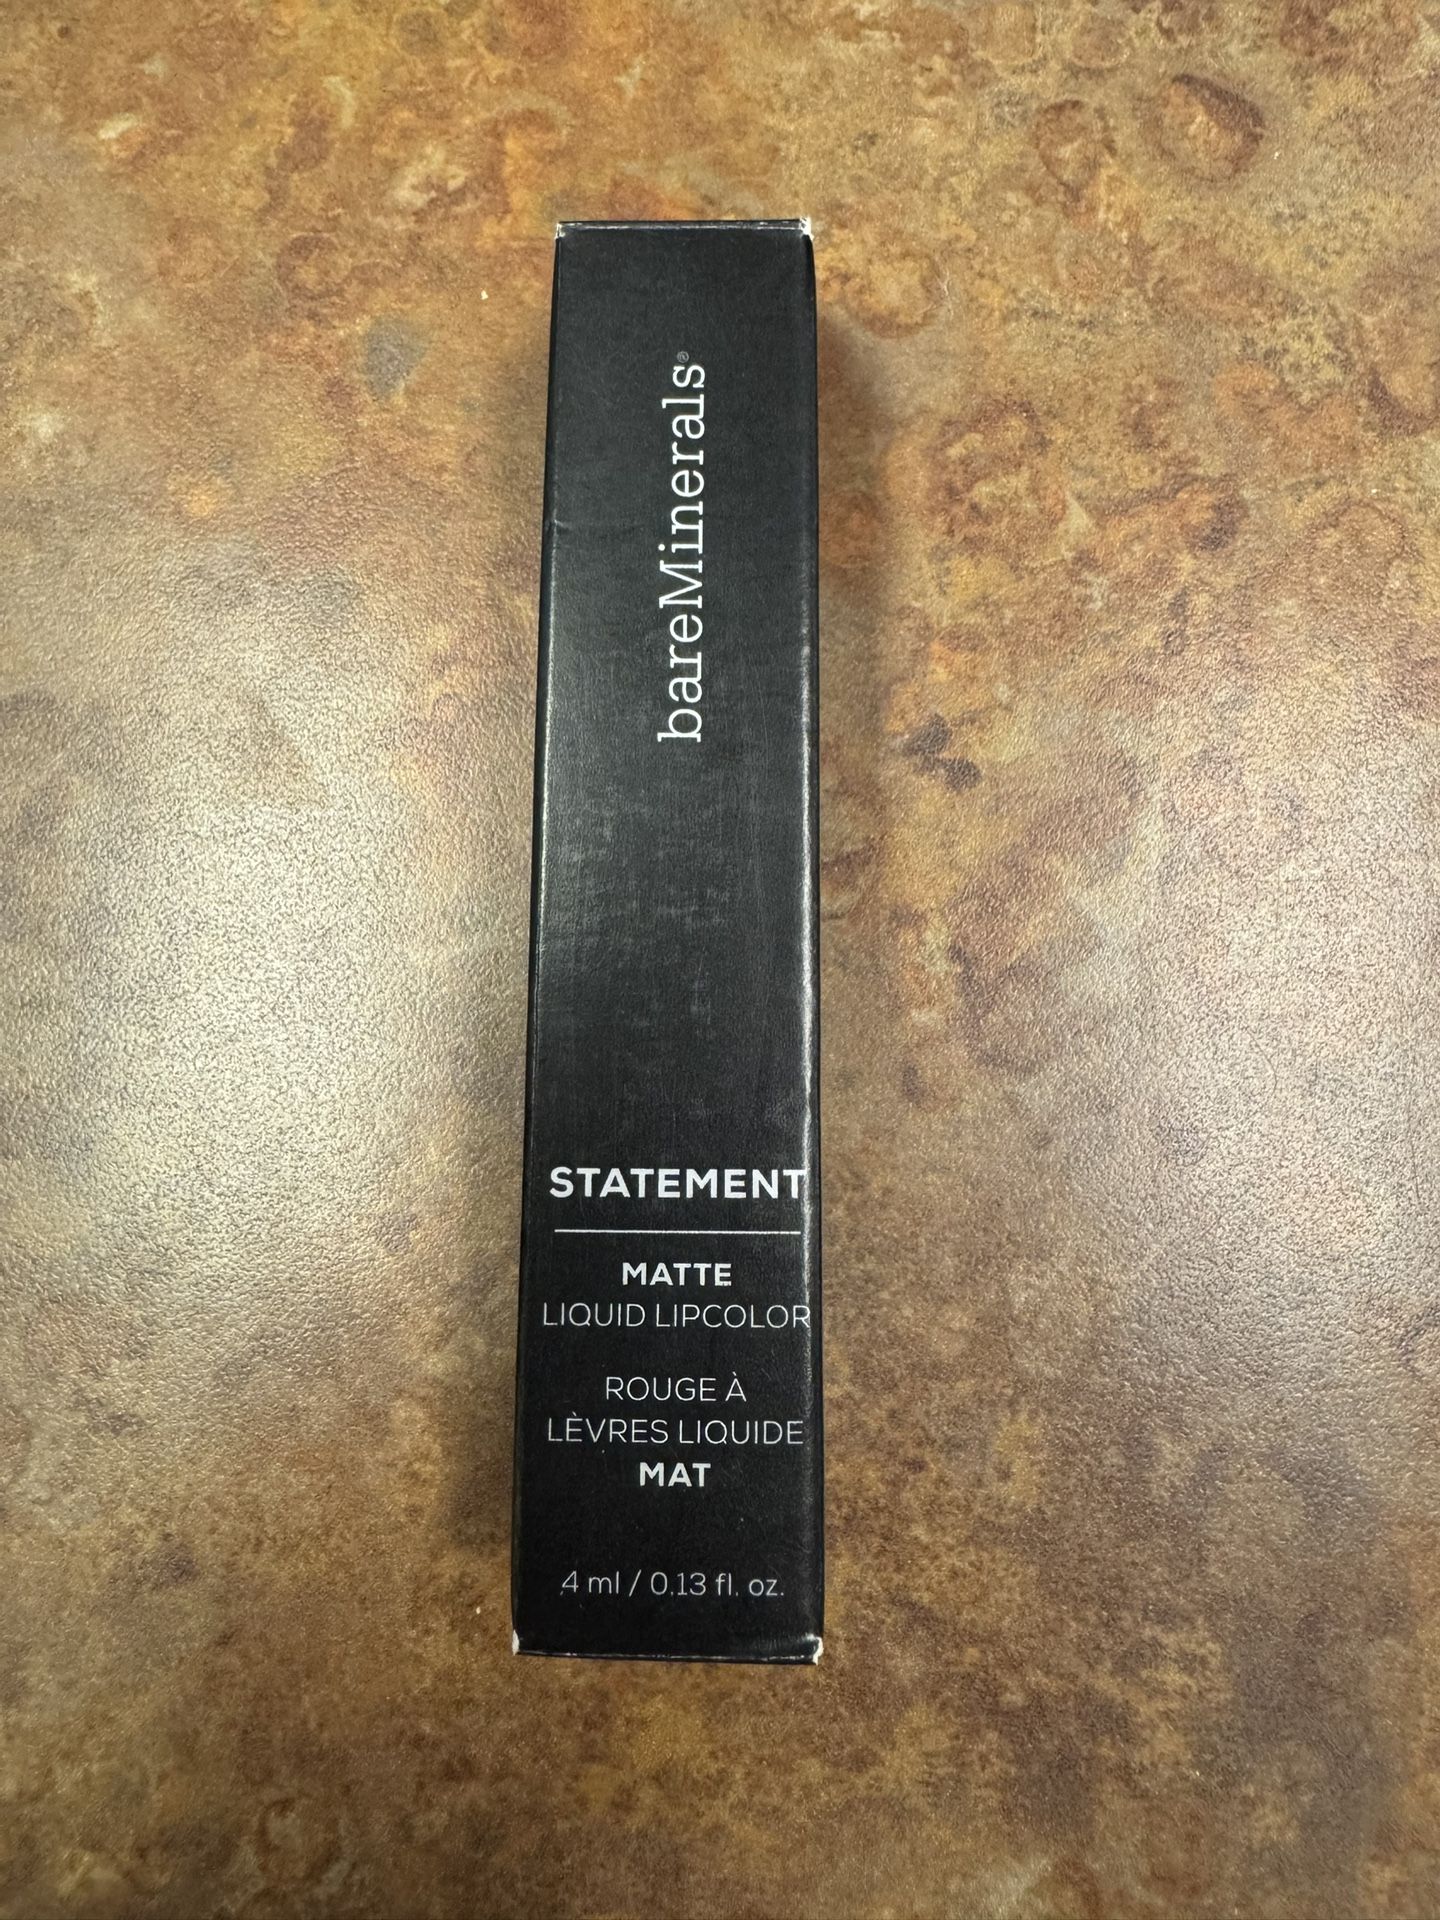 bareMinerals®
STATEMENT
MATTE
LIQUID LIPCOLOR
ROUGE À
LÈVRES LIQUIDE
MAT
4 ml / 0.13 fl. oz.